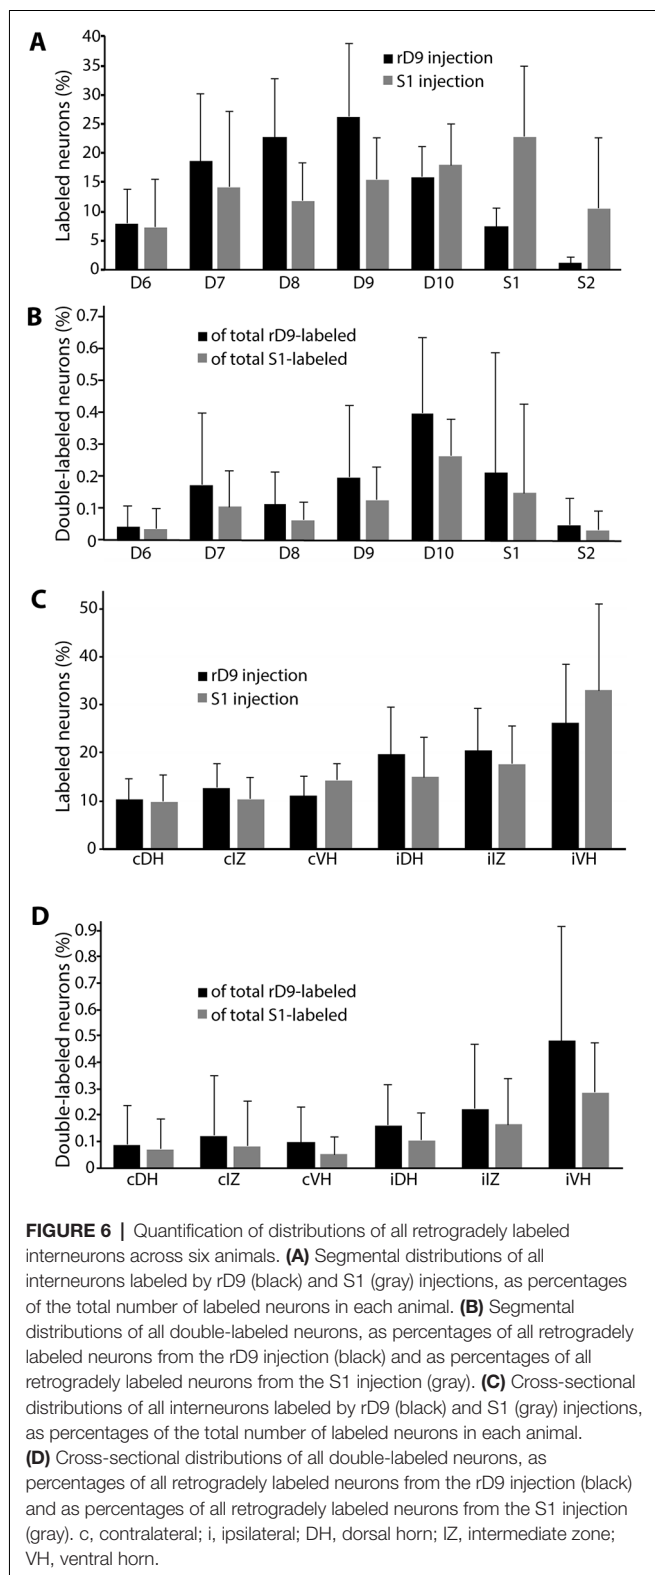 A
Labeled neurons (%)
40
35
30
25
20
15
10
5
0
rD9 injection
S1 injection
D6 D7 D8 D9 D10 S1 S2
B
Double-labeled neurons (%)
0.7
0.6
0.5
0.4
0.3
0.2
0.1
0
of total rD9-labeled
of total S1-labeled
D6 D7 D8 D9 D10 S1 S2
C
Labeled neurons (%)
50
40
30
20
10
0
rD9 injection
S1 injection
cDH cIZ cVH iDH iIZ iVH
D
Double-labeled neurons (%)
0.9
0.8
0.7
0.6
0.5
0.4
0.3
0.2
0.1
0
of total rD9-labeled
of total S1-labeled
cDH cIZ cVH iDH iIZ iVH
FIGURE 6 | Quantification of distributions of all retrogradely labeled
interneurons across six animals. (A) Segmental distributions of all
interneurons labeled by rD9 (black) and S1 (gray) injections, as percentages
of the total number of labeled neurons in each animal. (B) Segmental
distributions of all double-labeled neurons, as percentages of all retrogradely
labeled neurons from the rD9 injection (black) and as percentages of all
retrogradely labeled neurons from the S1 injection (gray). (C) Cross-sectional
distributions of all interneurons labeled by rD9 (black) and S1 (gray) injections,
as percentages of the total number of labeled neurons in each animal.
(D) Cross-sectional distributions of all double-labeled neurons, as
percentages of all retrogradely labeled neurons from the rD9 injection (black)
and as percentages of all retrogradely labeled neurons from the S1 injection
(gray). c, contralateral; i, ipsilateral; DH, dorsal horn; IZ, intermediate zone;
VH, ventral horn.